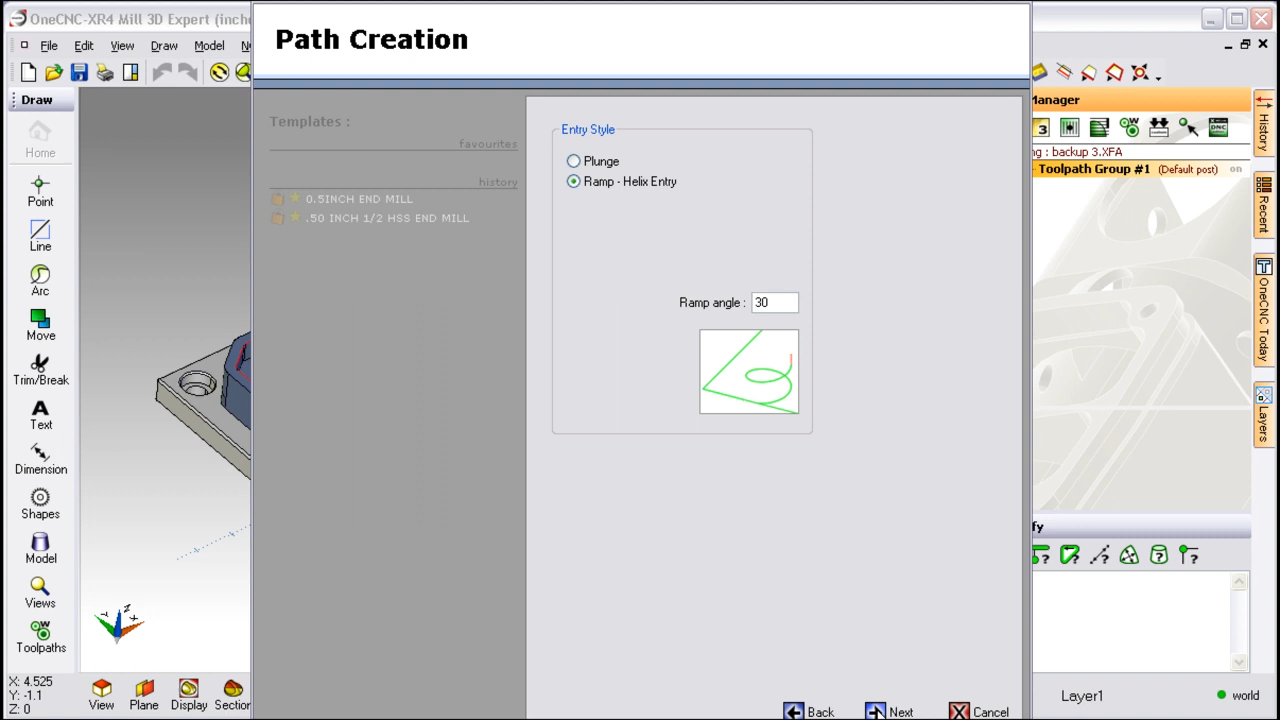 OneCNC-XR4 Mill 3D Expert (inche
File Edit View Draw Model
Path Creation
Draw
Home
Point
Line
Arc
Move
Trim/Break
Text
Dimension
Shapes
Model
Views
Toolpaths
X: 4.525
Y: -1.1
Z: 0
View Plane Display Section
Templates :
favourites
history
0.5INCH END MILL
.50 INCH 1/2 HSS END MILL
Entry Style
Plunge
Ramp - Helix Entry
Ramp angle : 30
Back Next Cancel
Manager
3
DNC
ng : backup 3.XFA
Toolpath Group #1 (Default post) on
fy
Layer1
world
History
Recent
OneCNC Today
Layers
Z
X
Y